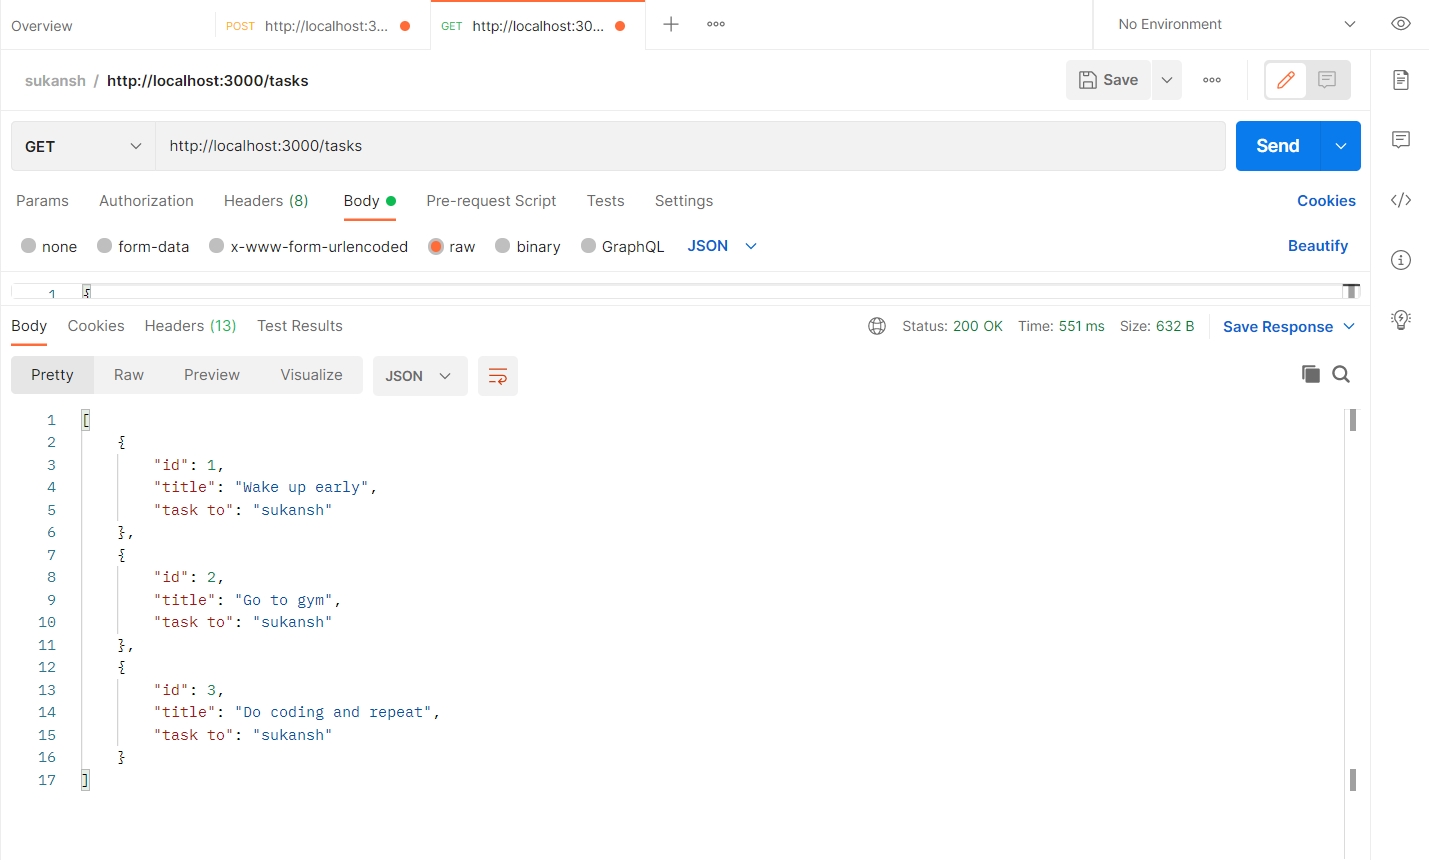 Overview POST http://localhost:3... GET http://localhost:30... No Environment
sukansh / http://localhost:3000/tasks Save
GET http://localhost:3000/tasks Send
Params Authorization Headers (8) Body Pre-request Script Tests Settings Cookies
none form-data x-www-form-urlencoded raw binary GraphQL JSON Beautify
1 {
Body Cookies Headers (13) Test Results Status: 200 OK Time: 551 ms Size: 632 B Save Response
Pretty Raw Preview Visualize JSON
1 [
2 {
3 "id": 1,
4 "title": "Wake up early",
5 "task to": "sukansh"
6 },
7 {
8 "id": 2,
9 "title": "Go to gym",
10 "task to": "sukansh"
11 },
12 {
13 "id": 3,
14 "title": "Do coding and repeat",
15 "task to": "sukansh"
16 }
17 ]